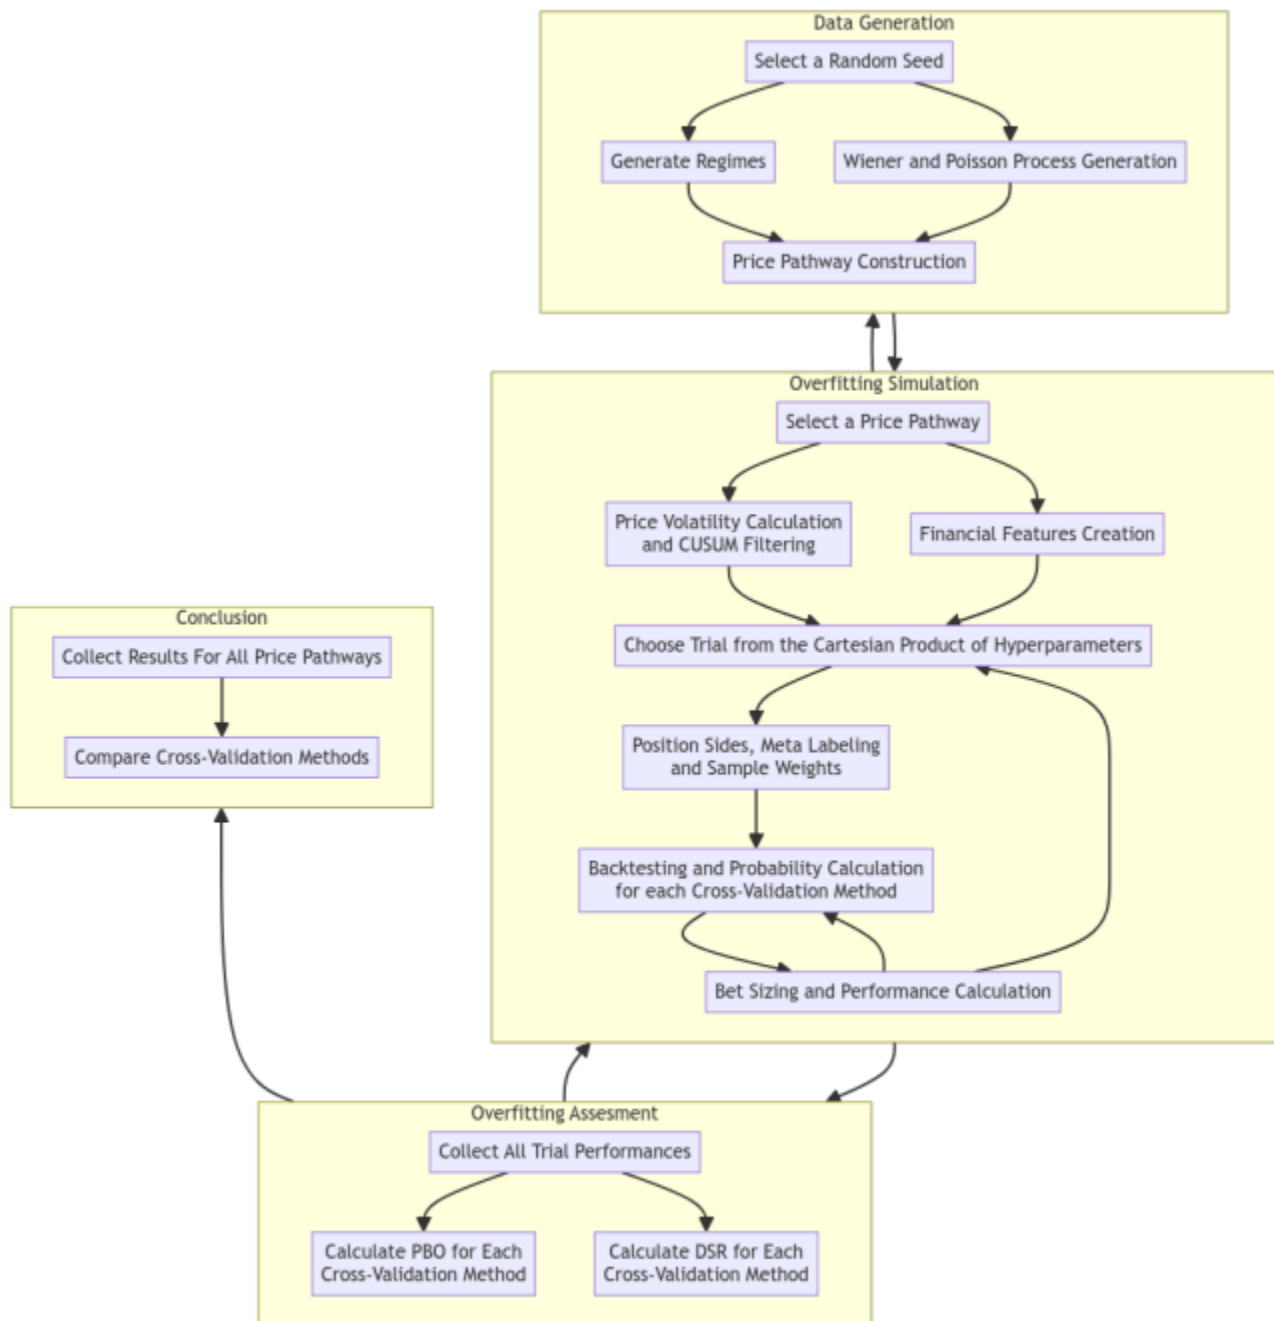 Data Generation
Select a Random Seed
Generate Regimes
Wiener and Poisson Process Generation
Price Pathway Construction
Overfitting Simulation
Select a Price Pathway
Price Volatility Calculation
and CUSUM Filtering
Financial Features Creation
Choose Trial from the Cartesian Product of Hyperparameters
Position Sides, Meta Labeling
and Sample Weights
Backtesting and Probability Calculation
for each Cross-Validation Method
Bet Sizing and Performance Calculation
Conclusion
Collect Results For All Price Pathways
Compare Cross-Validation Methods
Overfitting Assesment
Collect All Trial Performances
Calculate PBO for Each
Cross-Validation Method
Calculate DSR for Each
Cross-Validation Method